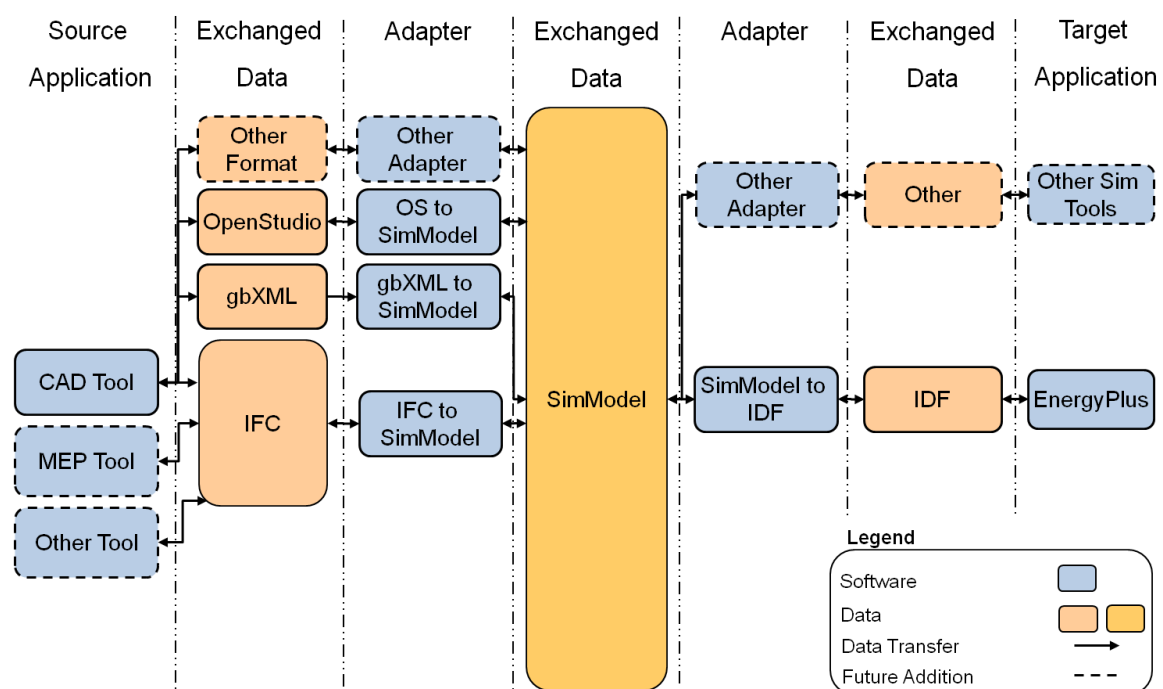 Source
Application
Exchanged
Data
Adapter
Exchanged
Data
Adapter
Exchanged
Data
Target
Application
Other
Format
Other
Adapter
OpenStudio
OS to
SimModel
gbXML
gbXML to
SimModel
CAD Tool
MEP Tool
Other Tool
IFC
IFC to
SimModel
SimModel
Other
Adapter
Other
Other Sim
Tools
SimModel to
IDF
IDF
EnergyPlus
Legend
Software
Data
Data Transfer
Future Addition